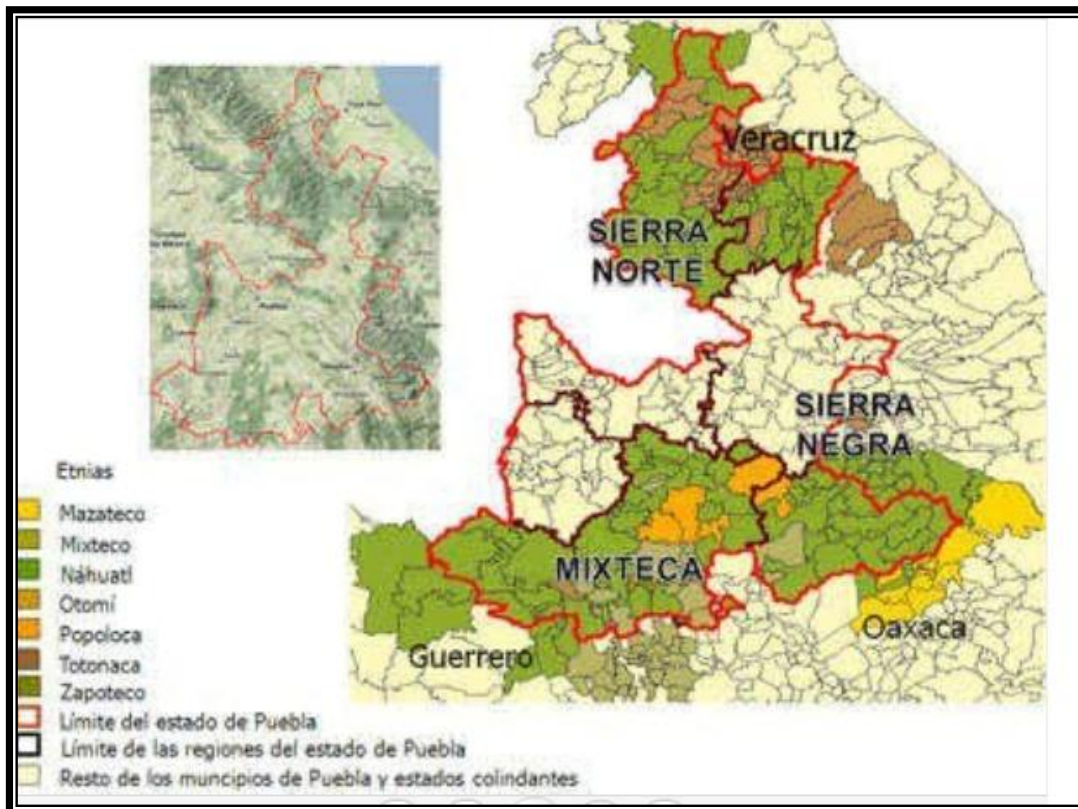 Veracruz
SIERRA
NORTE
SIERRA
NEGRA
MIXTECA
Guerrero
Oaxaca
Etnias
Mazateco
Mixteco
Náhuatl
Otomí
Popoloca
Totonaca
Zapoteco
Límite del estado de Puebla
Límite de las regiones del estado de Puebla
Resto de los muncipios de Puebla y estados colindantes